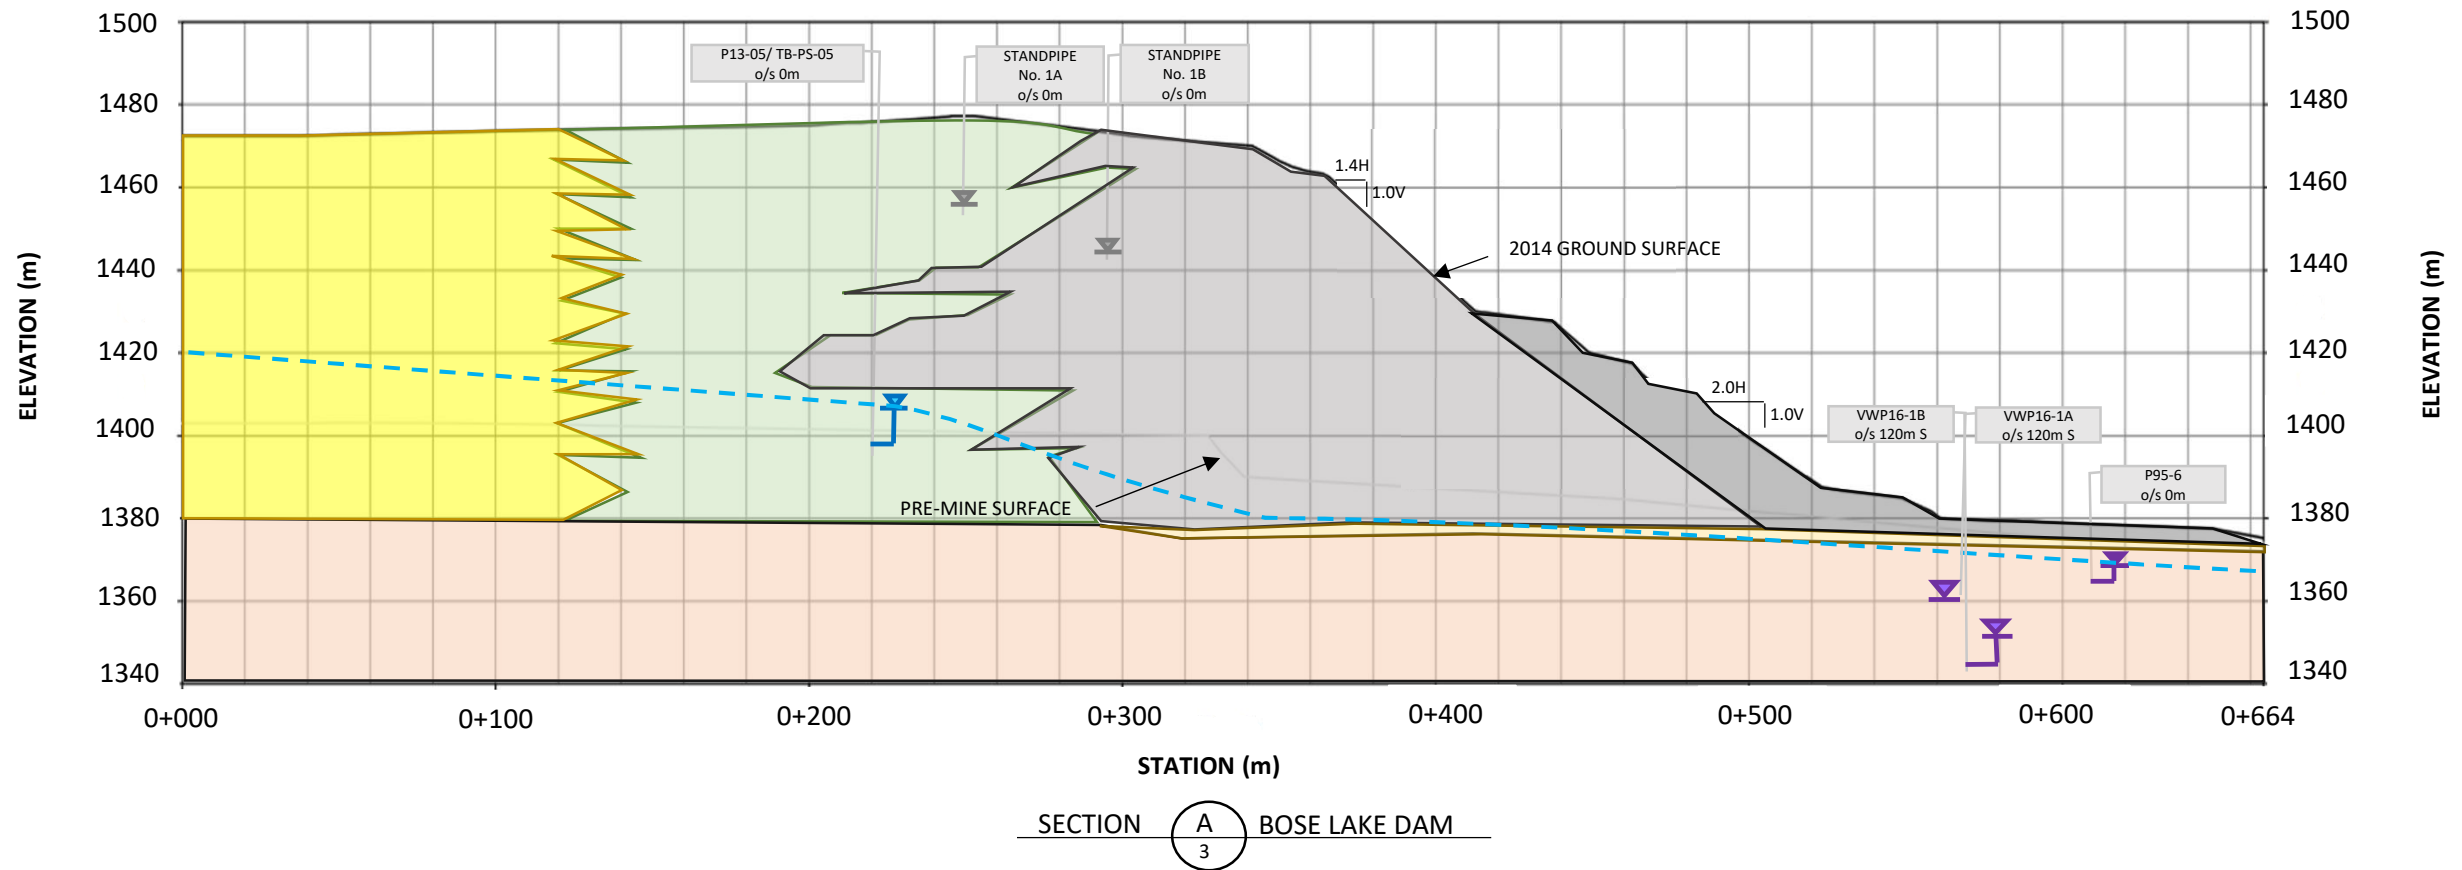 1500
1480
1460
1440
1420
1400
1380
1360
1340
ELEVATION (m)
P13-05/ TB-PS-05
o/s 0m
STANDPIPE
No. 1A
o/s 0m
STANDPIPE
No. 1B
o/s 0m
1.4H
1.0V
2014 GROUND SURFACE
2.0H
1.0V
VWP16-1B
o/s 120m S
VWP16-1A
o/s 120m S
P95-6
o/s 0m
PRE-MINE SURFACE
1500
1480
1460
1440
1420
1400
1380
1360
1340
ELEVATION (m)
0+000
0+100
0+200
0+300
0+400
0+500
0+600
0+664
STATION (m)
SECTION A BOSE LAKE DAM
3